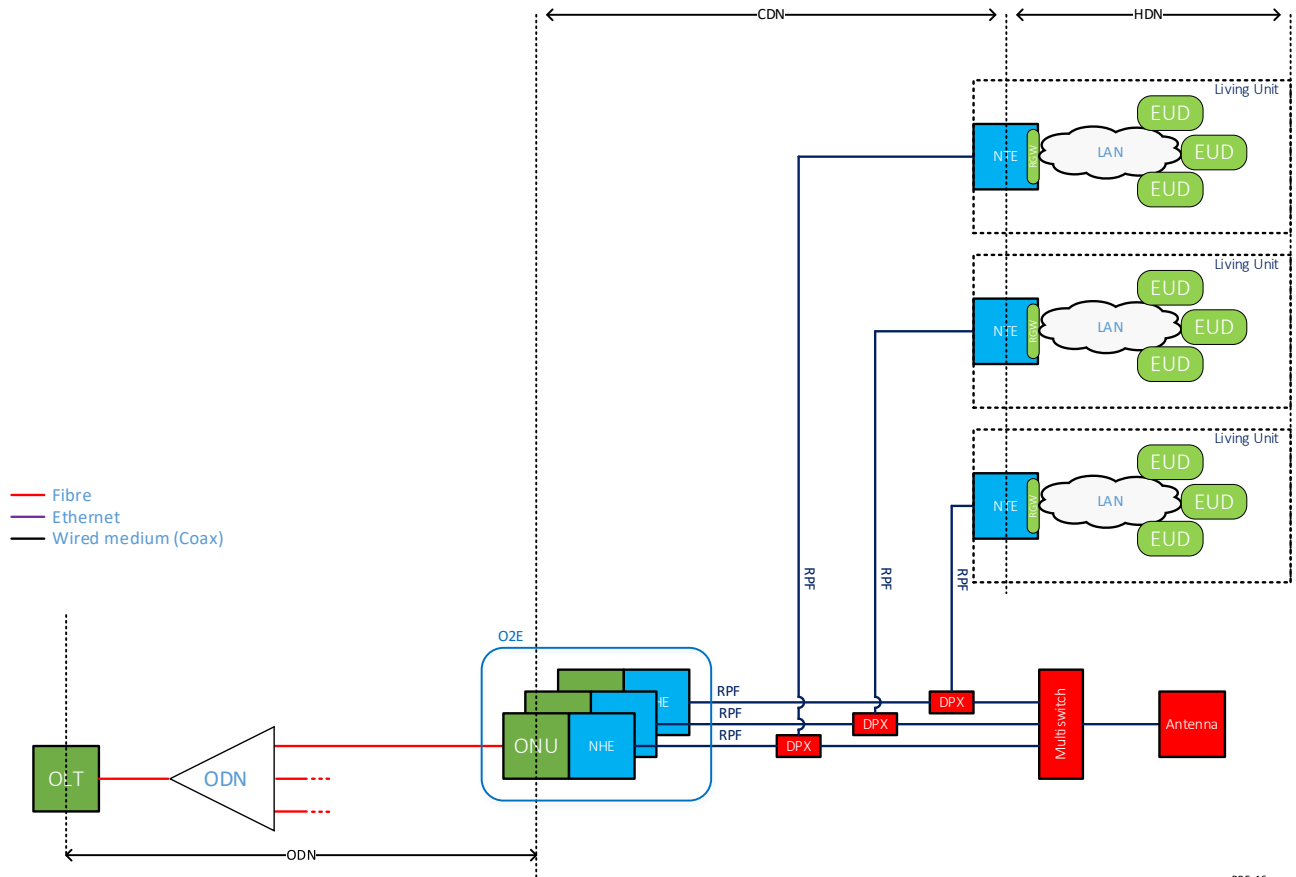 CDN
HDN
Living Unit
EUD
NTE
RGW
LAN
EUD
EUD
Living Unit
EUD
NTE
RGW
LAN
EUD
EUD
Living Unit
EUD
NTE
RGW
LAN
EUD
EUD
Fibre
Ethernet
Wired medium (Coax)
RPF
RPF
RPF
O2E
RPF
RPF
RPF
DPX
DPX
DPX
Multiswitch
Antenna
ONU
NHE
OLT
ODN
ODN